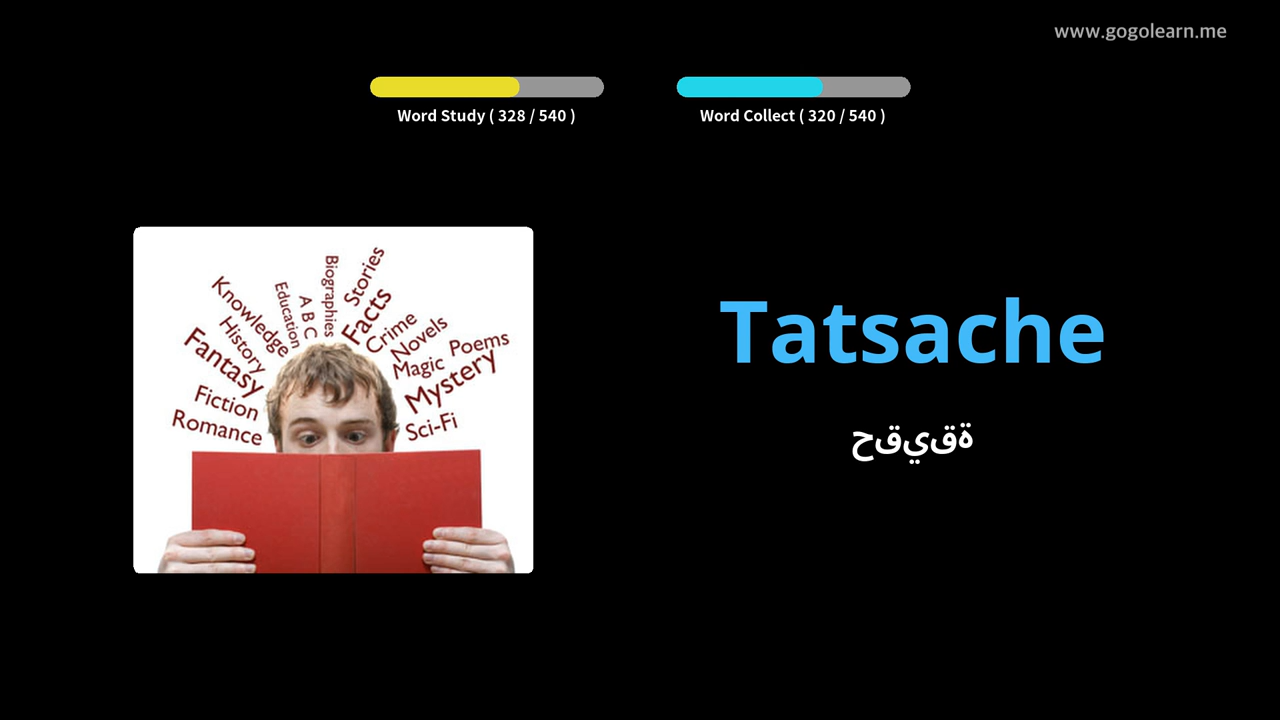 www.gogolearn.me
Word Study ( 328 / 540 )
Word Collect ( 320 / 540 )
Romance
Fiction
Fantasy
History
Knowledge
Education
A B C
Biographies
Stories
Facts
Crime
Novels
Magic
Poems
Mystery
Sci-Fi
Tatsache
ةقيقح